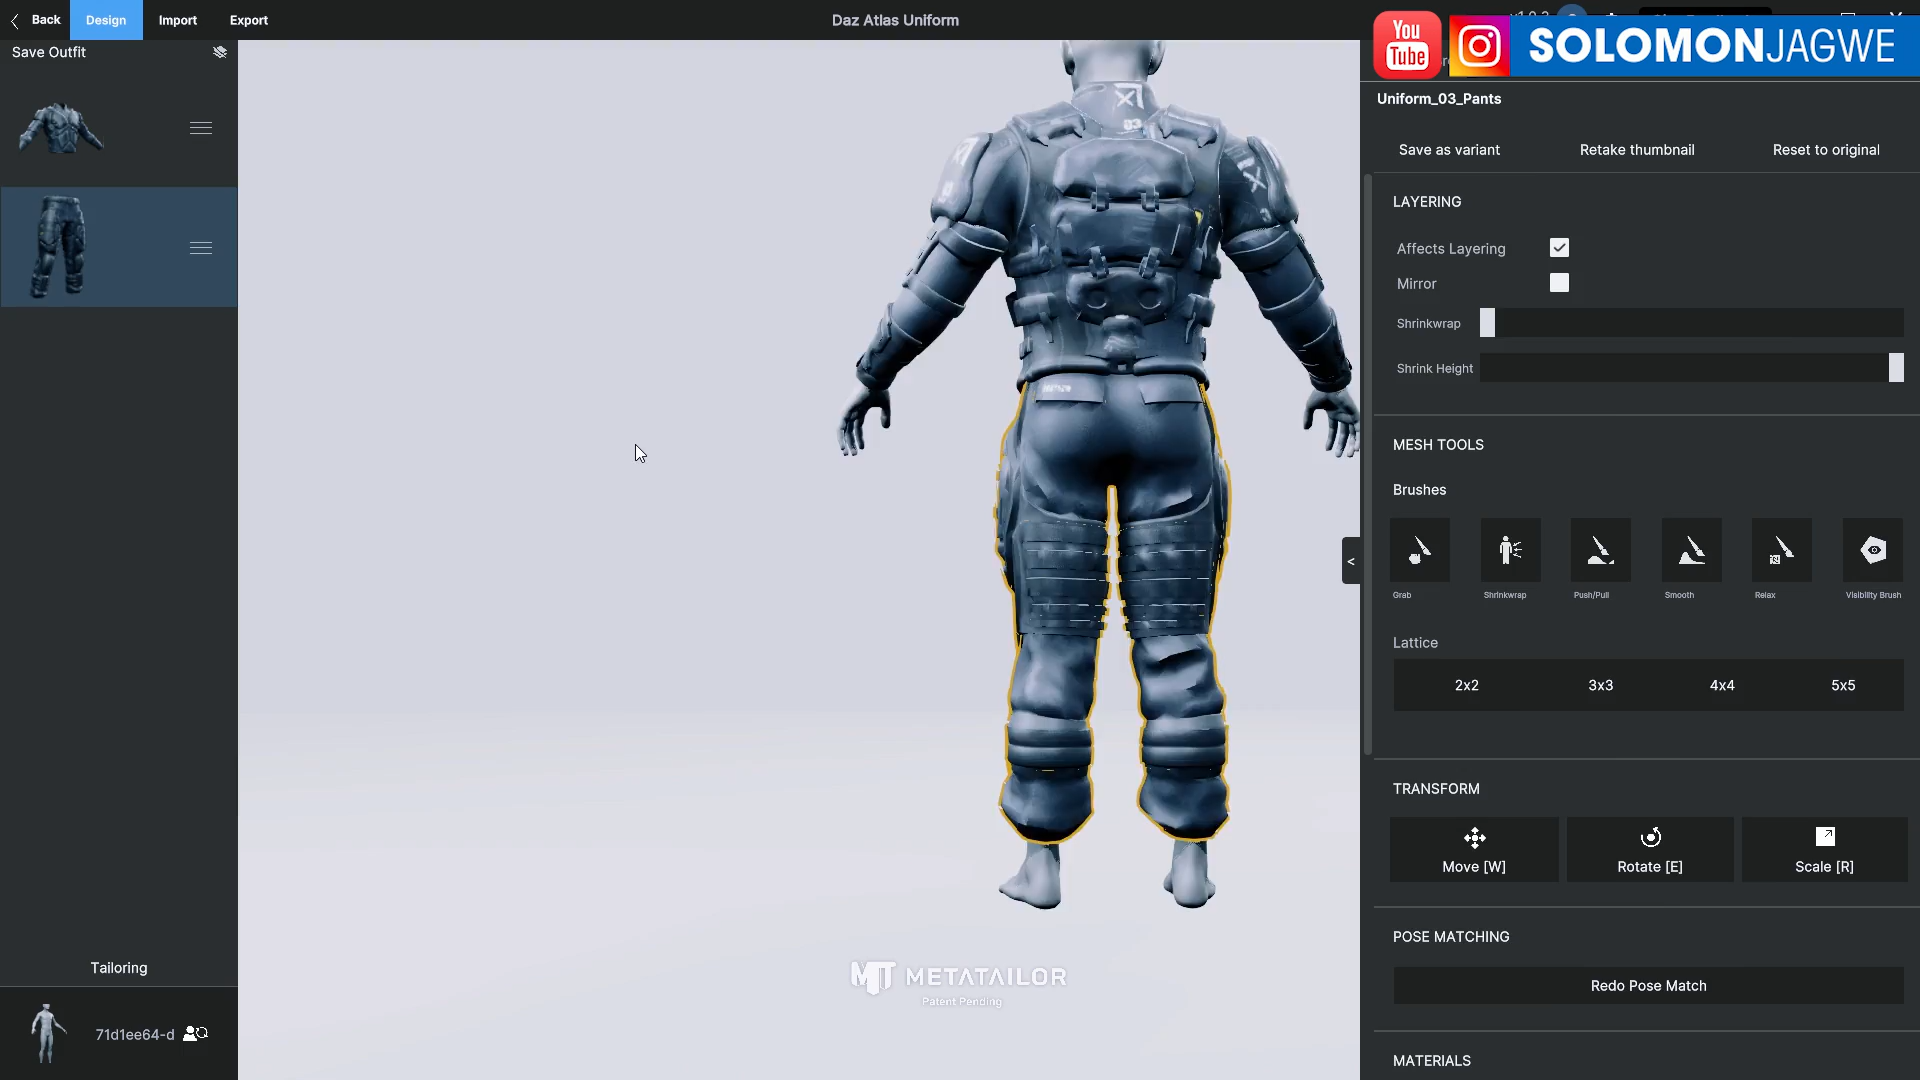 Back
Design
Import
Export
Daz Atlas Uniform
You
Tube
SOLOMONJAGWE
Save Outfit
Uniform_03_Pants
Save as variant
Retake thumbnail
Reset to original
LAYERING
Affects Layering
Mirror
Shrinkwrap
Shrink Height
03
MESH TOOLS
Brushes
Grab
Shrinkwrap
Push/Pull
Smooth
Relax
Visibility Brush
<
Lattice
2x2
3x3
4x4
5x5
TRANSFORM
Move [W]
Rotate [E]
Scale [R]
POSE MATCHING
Redo Pose Match
MATERIALS
METATAILOR
Patent Pending
Tailoring
71d1ee64-d